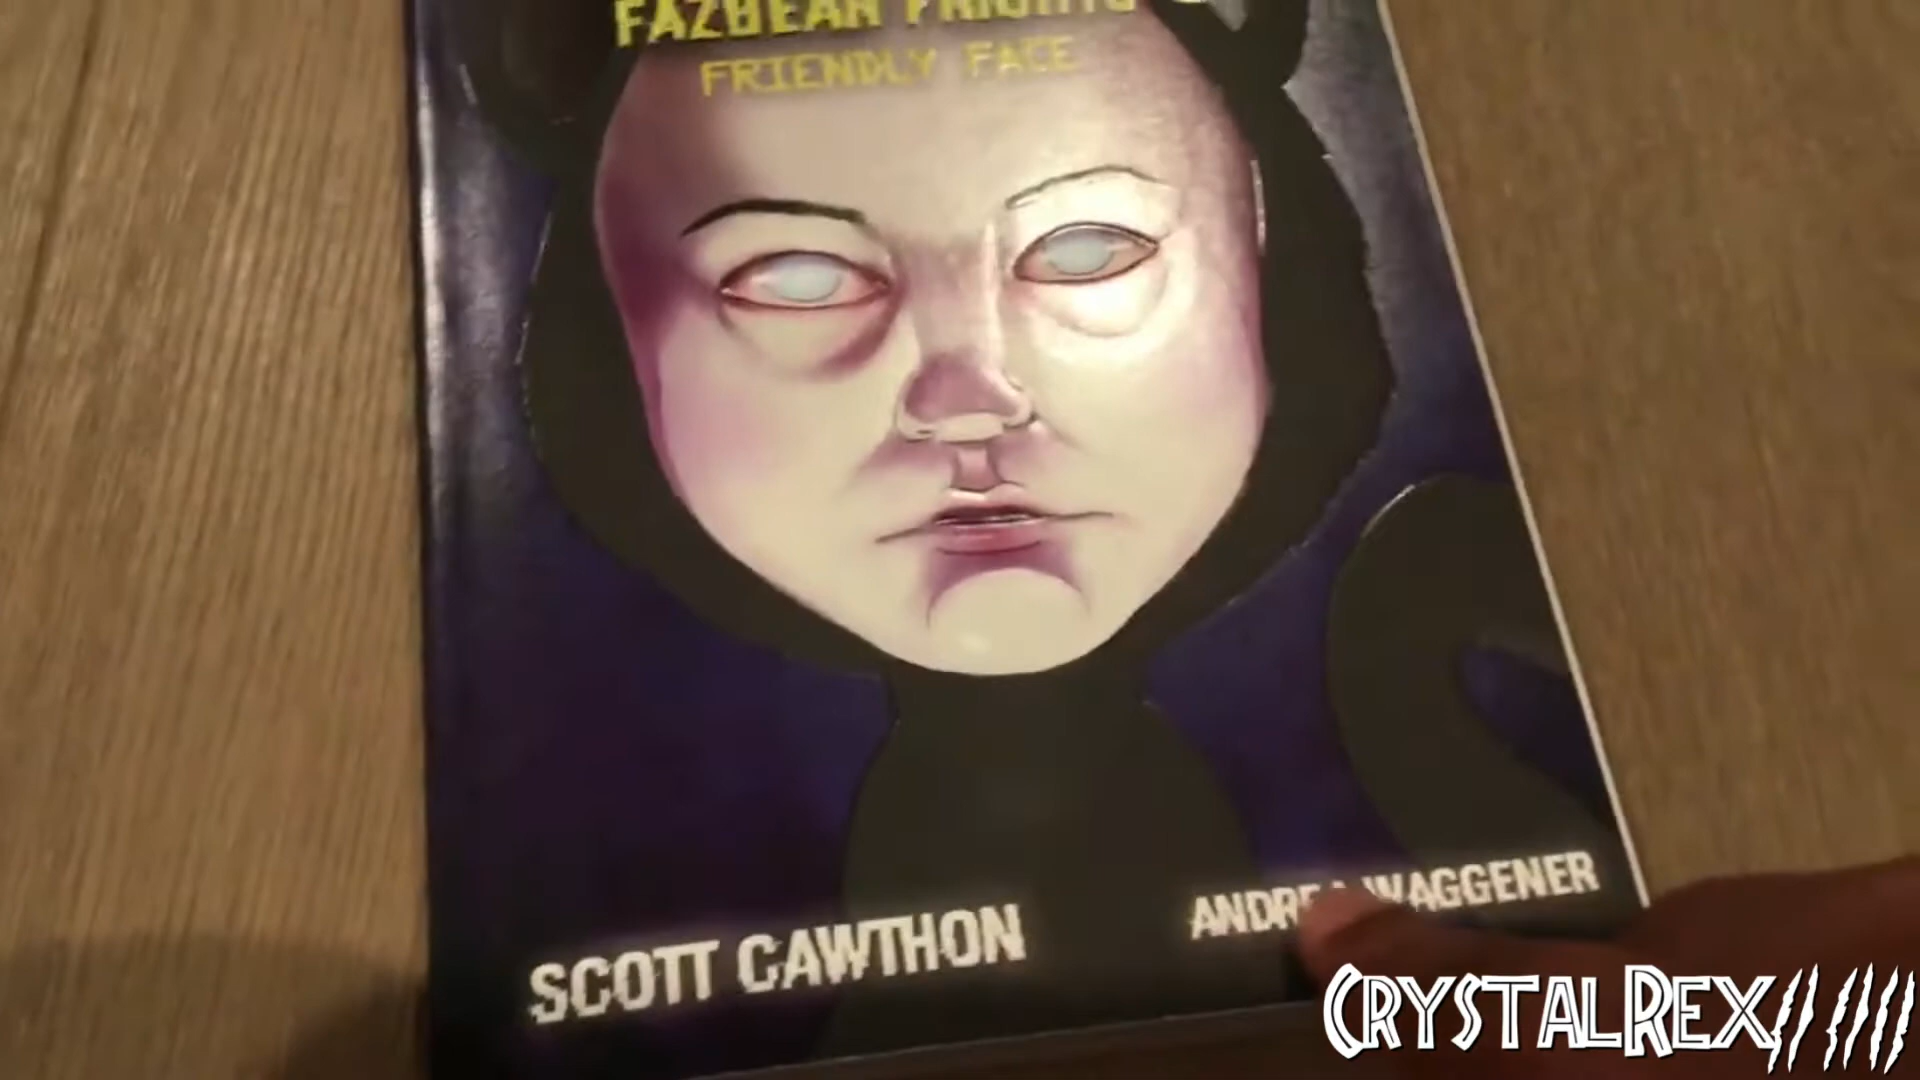 FAZBEAR FRIGHTS
FRIENDLY FACE
SCOTT CAWTHON
ANDREA WAGGENER
CRYSTALREX